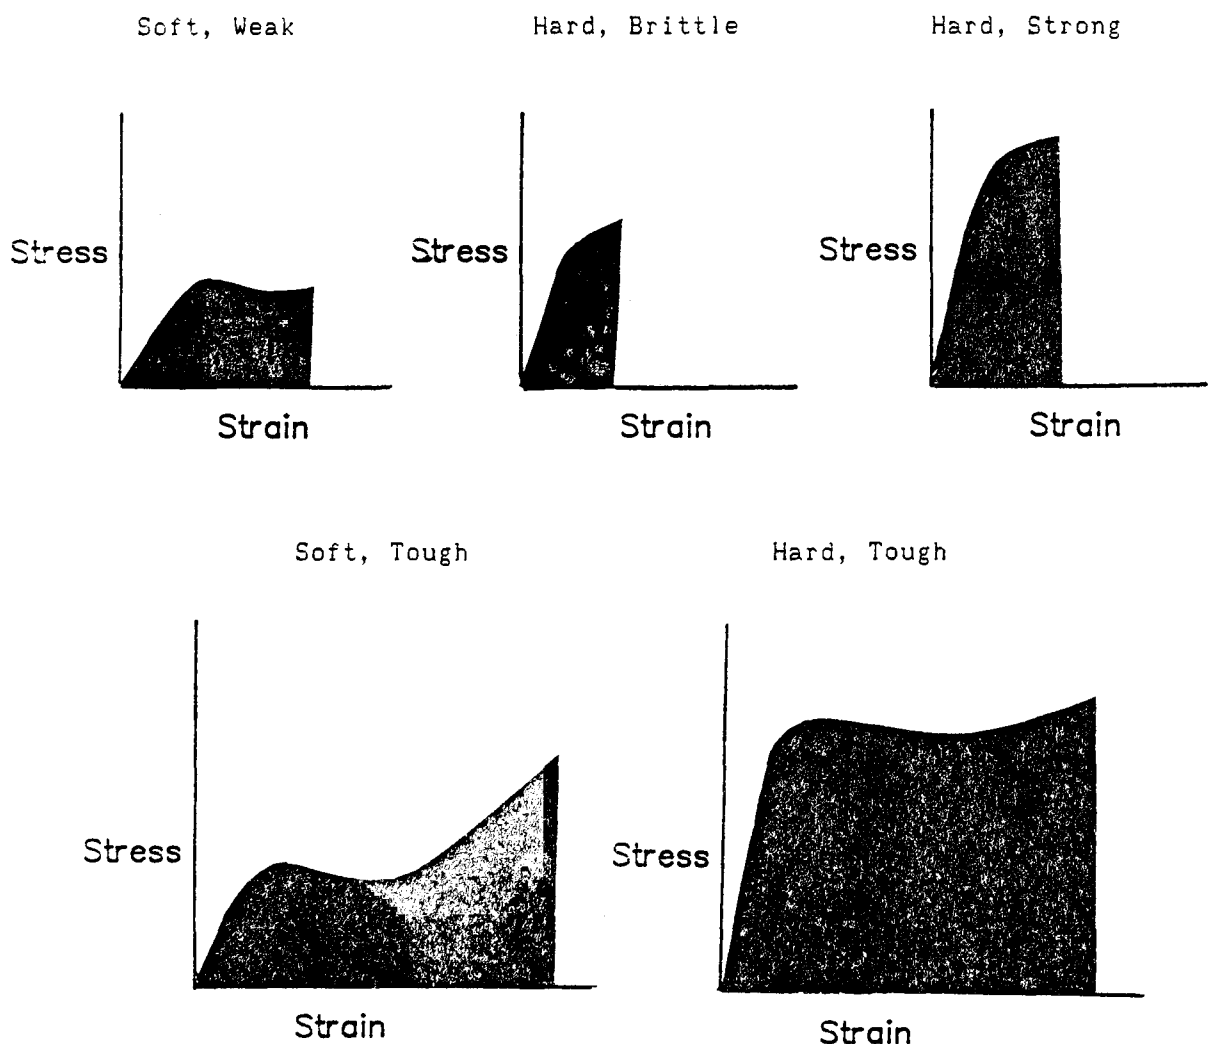 Soft, Weak
Hard, Brittle
Hard, Strong
Stress
Stress
Stress
Strain
Strain
Strain
Soft, Tough
Hard, Tough
Stress
Stress
Strain
Strain